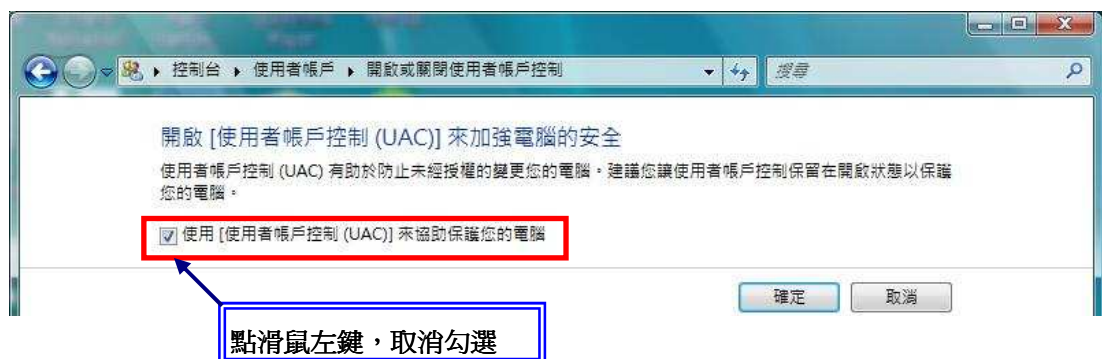 控制台 ▸ 使用者帳戶 ▸ 開啟或關閉使用者帳戶控制
搜尋
開啟 [使用者帳戶控制 (UAC)] 來加強電腦的安全
使用者帳戶控制 (UAC) 有助於防止未經授權的變更您的電腦。建議您讓使用者帳戶控制保留在開啟狀態以保護
您的電腦。
使用 [使用者帳戶控制 (UAC)] 來協助保護您的電腦
確定
取消
點滑鼠左鍵，取消勾選